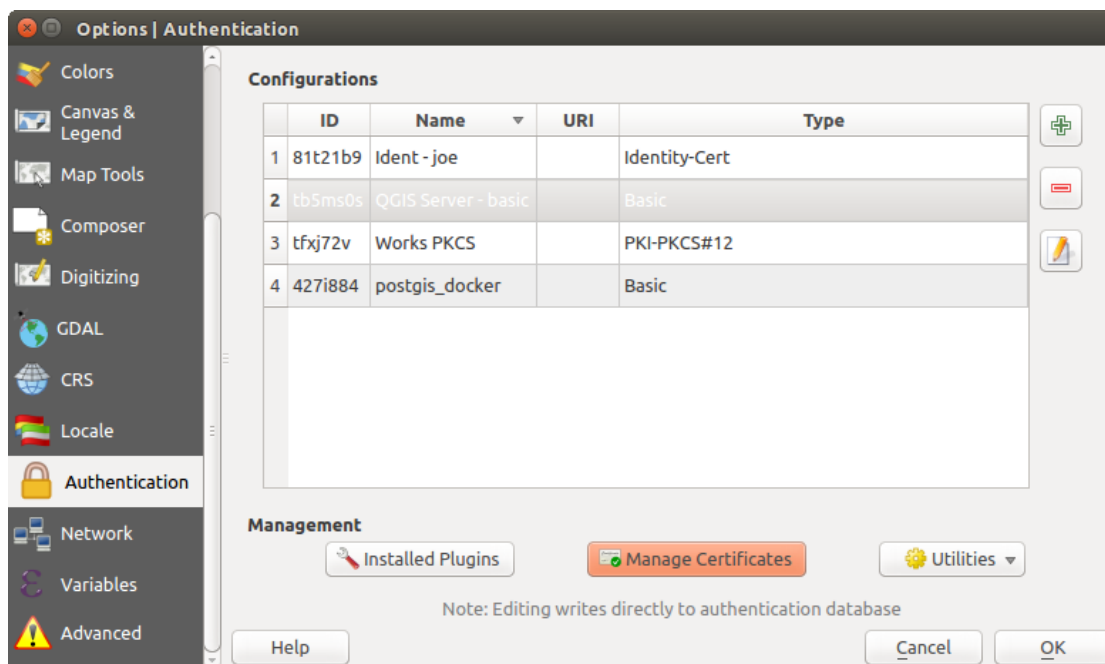 Options | Authentication
Colors
Canvas &
Legend
Map Tools
Composer
Digitizing
GDAL
CRS
Locale
Authentication
Network
Variables
Advanced
Configurations
ID Name URI Type
1 81t21b9 Ident - joe Identity-Cert
2 tb5ms0s QGIS Server - basic Basic
3 tfxj72v Works PKCS PKI-PKCS#12
4 427i884 postgis_docker Basic
Management
Installed Plugins Manage Certificates Utilities
Note: Editing writes directly to authentication database
Help Cancel OK